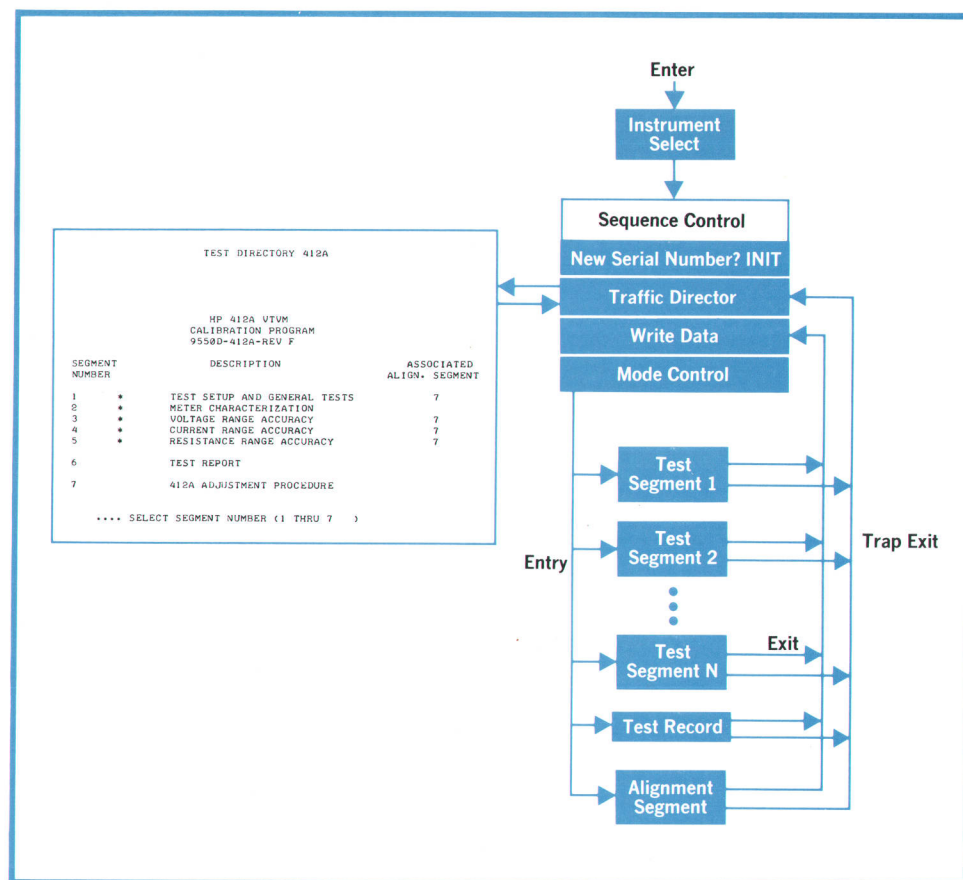 Enter
Instrument
Select
Sequence Control
New Serial Number? INIT
Traffic Director
Write Data
Mode Control
TEST DIRECTORY 412A
HP 412A VTVM
CALIBRATION PROGRAM
9550D-412A-REV F
SEGMENT DESCRIPTION ASSOCIATED
NUMBER ALIGN. SEGMENT
1 * TEST SETUP AND GENERAL TESTS 7
2 * METER CHARACTERIZATION
3 * VOLTAGE RANGE ACCURACY 7
4 * CURRENT RANGE ACCURACY 7
5 * RESISTANCE RANGE ACCURACY 7
6 TEST REPORT
7 412A ADJUSTMENT PROCEDURE
**** SELECT SEGMENT NUMBER (1 THRU 7 )
Test
Segment 1
Test
Segment 2
Entry
Trap Exit
Test
Segment N
Exit
Test Record
Alignment
Segment